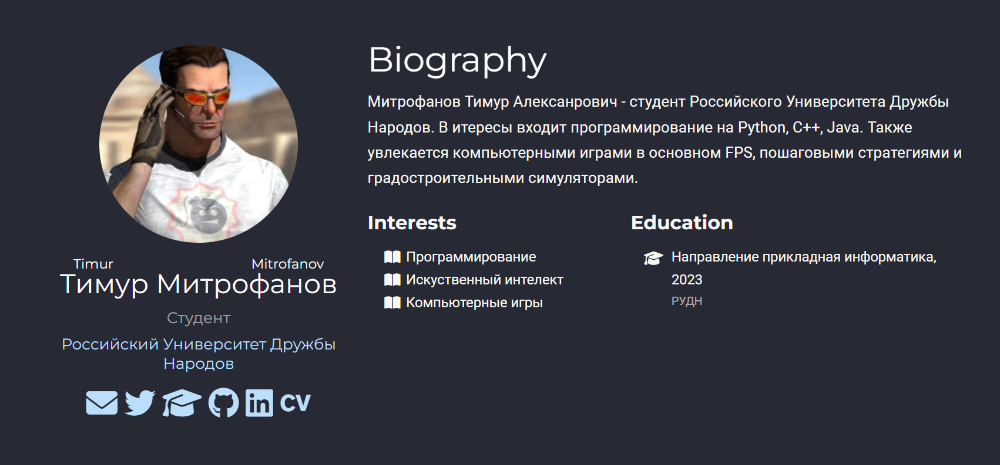 Timur Mitrofanov
Тимур Митрофанов
Студент
Российский Университет Дружбы
Народов
CV
Biography
Митрофанов Тимур Алексанрович - студент Российского Университета Дружбы
Народов. В итересы входит программирование на Python, C++, Java. Также
увлекается компьютерными играми в основном FPS, пошаговыми стратегиями и
градостроительными симуляторами.
Interests
Программирование
Искуственный интелект
Компьютерные игры
Education
Направление прикладная информатика,
2023
РУДН